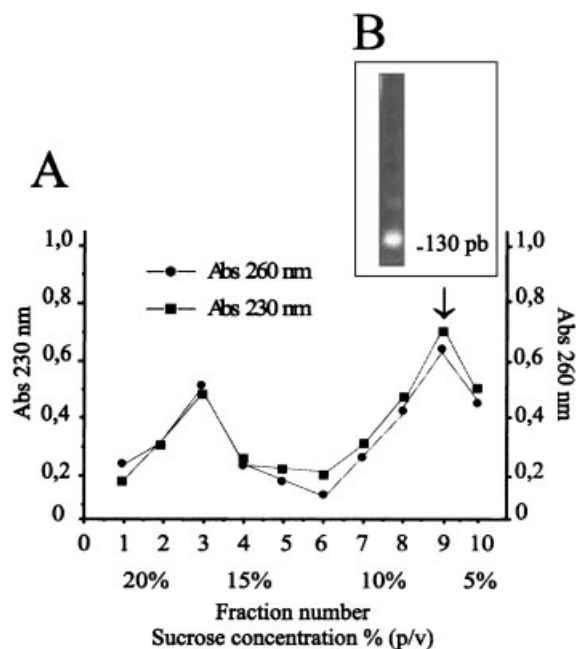 B
A
-130 pb
1,0
0,8
0,6
0,4
0,2
0
Abs 230 nm
Abs 260 nm
Abs 230 nm
1,0
0,8
0,6
0,4
0,2
0
Abs 260 nm
0 1 2 3 4 5 6 7 8 9 10
20% 15% 10% 5%
Fraction number
Sucrose concentration % (p/v)